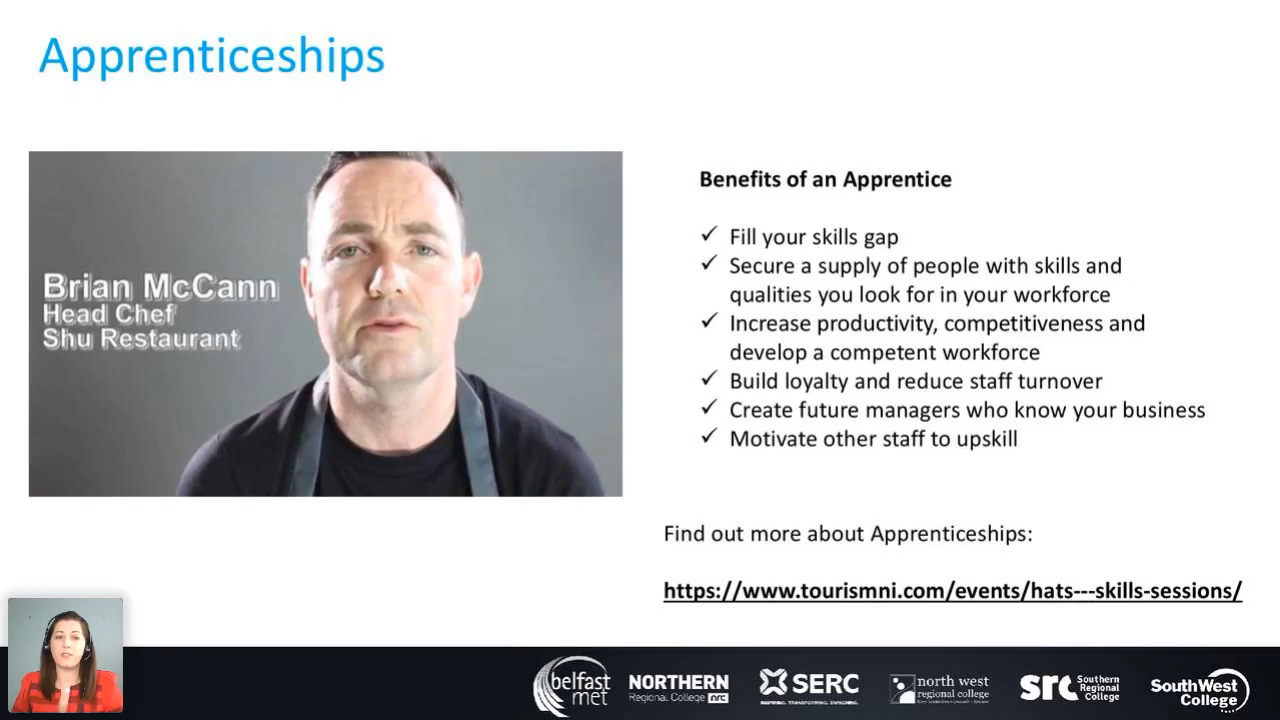 Apprenticeships
Brian McCann
Head Chef
Shu Restaurant
Benefits of an Apprentice
✓ Fill your skills gap
✓ Secure a supply of people with skills and
qualities you look for in your workforce
✓ Increase productivity, competitiveness and
develop a competent workforce
✓ Build loyalty and reduce staff turnover
✓ Create future managers who know your business
✓ Motivate other staff to upskill
Find out more about Apprenticeships:
https://www.tourismni.com/events/hats---skills-sessions/
belfast
met
NORTHERN
Regional College nrc
SERC
INSPIRING. TRANSFORMING. ENRICHING.
north west
regional college
src Southern
Regional
College
SouthWest
College